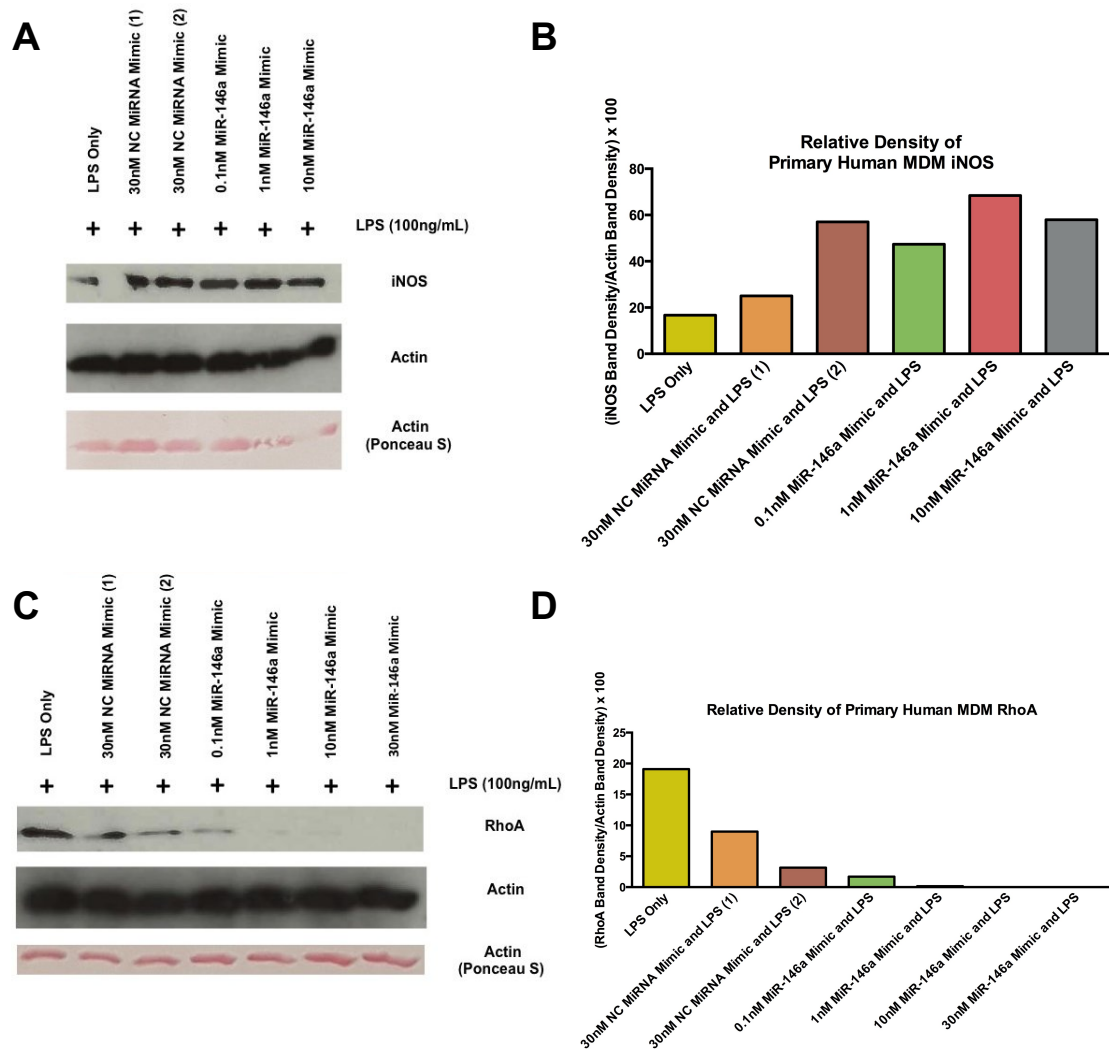 A
LPS Only
30nM NC MiRNA Mimic (1)
30nM NC MiRNA Mimic (2)
0.1nM MiR-146a Mimic
1nM MiR-146a Mimic
10nM MiR-146a Mimic
+ + + + + + LPS (100ng/mL)
iNOS
Actin
Actin
(Ponceau S)
B
Relative Density of
Primary Human MDM iNOS
(iNOS Band Density/Actin Band Density) x 100
80
60
40
20
0
LPS Only
30nM NC MiRNA Mimic and LPS (1)
30nM NC MiRNA Mimic and LPS (2)
0.1nM MiR-146a Mimic and LPS
1nM MiR-146a Mimic and LPS
10nM MiR-146a Mimic and LPS
C
LPS Only
30nM NC MiRNA Mimic (1)
30nM NC MiRNA Mimic (2)
0.1nM MiR-146a Mimic
1nM MiR-146a Mimic
10nM MiR-146a Mimic
30nM MiR-146a Mimic
+ + + + + + + LPS (100ng/mL)
RhoA
Actin
Actin
(Ponceau S)
D
Relative Density of Primary Human MDM RhoA
(RhoA Band Density/Actin Band Density) x 100
25
20
15
10
5
0
LPS Only
30nM NC MiRNA Mimic and LPS (1)
30nM NC MiRNA Mimic and LPS (2)
0.1nM MiR-146a Mimic and LPS
1nM MiR-146a Mimic and LPS
10nM MiR-146a Mimic and LPS
30nM MiR-146a Mimic and LPS